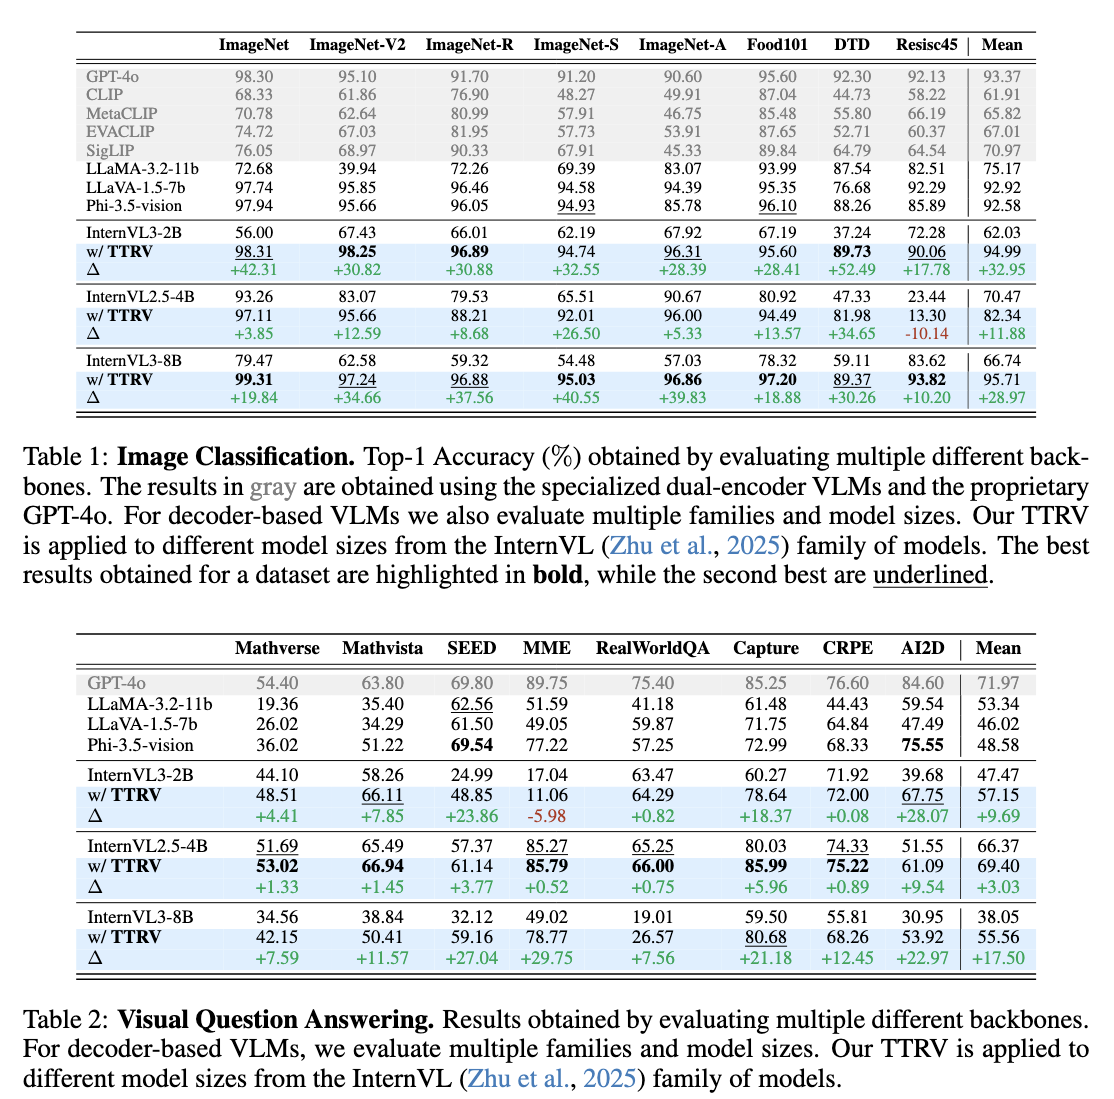 ImageNet ImageNet-V2 ImageNet-R ImageNet-S ImageNet-A Food101 DTD Resisc45 Mean
GPT-4o 98.30 95.10 91.70 91.20 90.60 95.60 92.30 92.13 93.37
CLIP 68.33 61.86 76.90 48.27 49.91 87.04 44.73 58.22 61.91
MetaCLIP 70.78 62.64 80.99 57.91 46.75 85.48 55.80 66.19 65.82
EVACLIP 74.72 67.03 81.95 57.73 53.91 87.65 52.71 60.37 67.01
SigLIP 76.05 68.97 90.33 67.91 45.33 89.84 64.79 64.54 70.97
LLaMA-3.2-11b 72.68 39.94 72.26 69.39 83.07 93.99 87.54 82.51 75.17
LLaVA-1.5-7b 97.74 95.85 96.46 94.58 94.39 95.35 76.68 92.29 92.92
Phi-3.5-vision 97.94 95.66 96.05 94.93 85.78 96.10 88.26 85.89 92.58
InternVL3-2B 56.00 67.43 66.01 62.19 67.92 67.19 37.24 72.28 62.03
w/ TTRV 98.31 98.25 96.89 94.74 96.31 95.60 89.73 90.06 94.99
Δ +42.31 +30.82 +30.88 +32.55 +28.39 +28.41 +52.49 +17.78 +32.95
InternVL2.5-4B 93.26 83.07 79.53 65.51 90.67 80.92 47.33 23.44 70.47
w/ TTRV 97.11 95.66 88.21 92.01 96.00 94.49 81.98 13.30 82.34
Δ +3.85 +12.59 +8.68 +26.50 +5.33 +13.57 +34.65 -10.14 +11.88
InternVL3-8B 79.47 62.58 59.32 54.48 57.03 78.32 59.11 83.62 66.74
w/ TTRV 99.31 97.24 96.88 95.03 96.86 97.20 89.37 93.82 95.71
Δ +19.84 +34.66 +37.56 +40.55 +39.83 +18.88 +30.26 +10.20 +28.97
Table 1: Image Classification. Top-1 Accuracy (%) obtained by evaluating multiple different back-
bones. The results in gray are obtained using the specialized dual-encoder VLMs and the proprietary
GPT-4o. For decoder-based VLMs we also evaluate multiple families and model sizes. Our TTRV
is applied to different model sizes from the InternVL (Zhu et al., 2025) family of models. The best
results obtained for a dataset are highlighted in bold, while the second best are underlined.
Mathverse Mathvista SEED MME RealWorldQA Capture CRPE AI2D Mean
GPT-4o 54.40 63.80 69.80 89.75 75.40 85.25 76.60 84.60 71.97
LLaMA-3.2-11b 19.36 35.40 62.56 51.59 41.18 61.48 44.43 59.54 53.34
LLaVA-1.5-7b 26.02 34.29 61.50 49.05 59.87 71.75 64.84 47.49 46.02
Phi-3.5-vision 36.02 51.22 69.54 77.22 57.25 72.99 68.33 75.55 48.58
InternVL3-2B 44.10 58.26 24.99 17.04 63.47 60.27 71.92 39.68 47.47
w/ TTRV 48.51 66.11 48.85 11.06 64.29 78.64 72.00 67.75 57.15
Δ +4.41 +7.85 +23.86 -5.98 +0.82 +18.37 +0.08 +28.07 +9.69
InternVL2.5-4B 51.69 65.49 57.37 85.27 65.25 80.03 74.33 51.55 66.37
w/ TTRV 53.02 66.94 61.14 85.79 66.00 85.99 75.22 61.09 69.40
Δ +1.33 +1.45 +3.77 +0.52 +0.75 +5.96 +0.89 +9.54 +3.03
InternVL3-8B 34.56 38.84 32.12 49.02 19.01 59.50 55.81 30.95 38.05
w/ TTRV 42.15 50.41 59.16 78.77 26.57 80.68 68.26 53.92 55.56
Δ +7.59 +11.57 +27.04 +29.75 +7.56 +21.18 +12.45 +22.97 +17.50
Table 2: Visual Question Answering. Results obtained by evaluating multiple different backbones.
For decoder-based VLMs, we evaluate multiple families and model sizes. Our TTRV is applied to
different model sizes from the InternVL (Zhu et al., 2025) family of models.